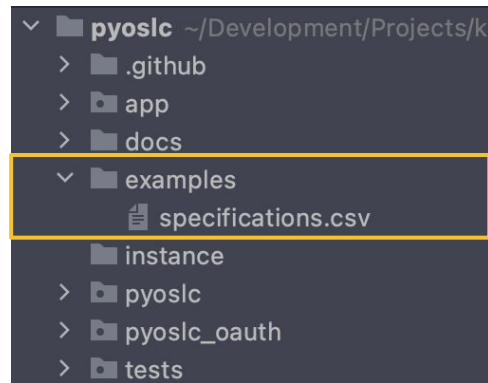 pyoslc ~/Development/Projects/k
.github
app
docs
examples
specifications.csv
instance
pyoslc
pyoslc_oauth
tests